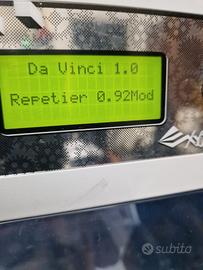 Da Vinci 1.0
Repetier 0.92Mod
subito